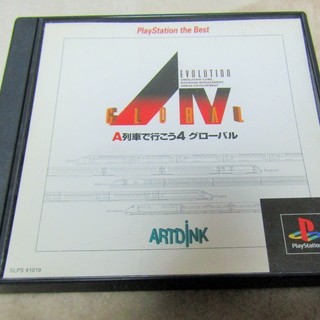 PlayStation the Best
AIV
EVOLUTION
GLOBAL
A列車で行こう4 グローバル
ARTDINK
PlayStation